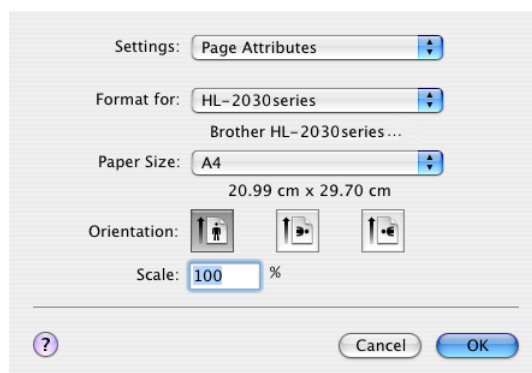 Settings: Page Attributes
Format for: HL-2030series
Brother HL-2030series...
Paper Size: A4
20.99 cm x 29.70 cm
Orientation:
Scale: 100 %
? Cancel OK